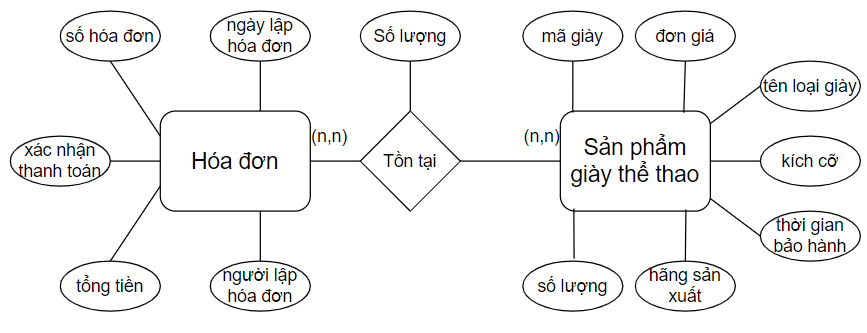 số hóa đơn
ngày lập
hóa đơn
Số lượng
mã giày
đơn giá
tên loại giày
xác nhận
thanh toán
Hóa đơn
(n,n)
Tồn tại
(n,n)
Sản phẩm
giày thể thao
kích cỡ
thời gian
bảo hành
tổng tiền
người lập
hóa đơn
số lượng
hãng sản
xuất